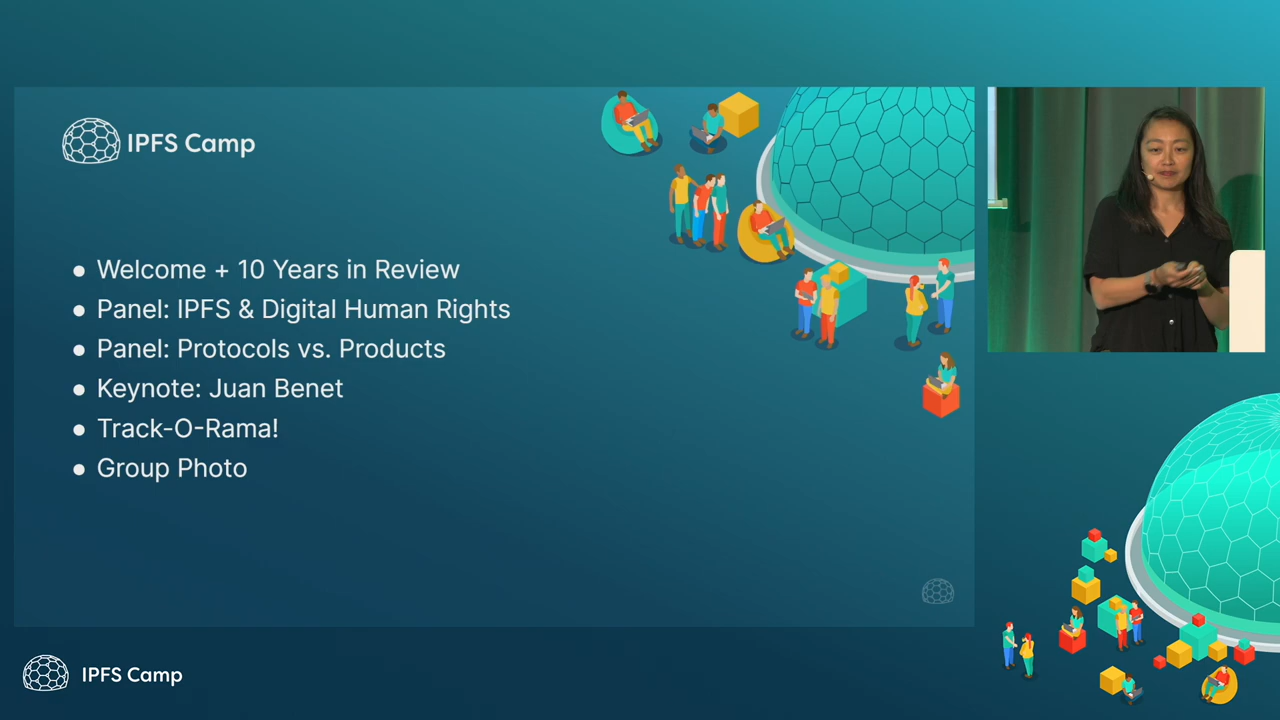 IPFS Camp
● Welcome + 10 Years in Review
● Panel: IPFS & Digital Human Rights
● Panel: Protocols vs. Products
● Keynote: Juan Benet
● Track-O-Rama!
● Group Photo
IPFS Camp